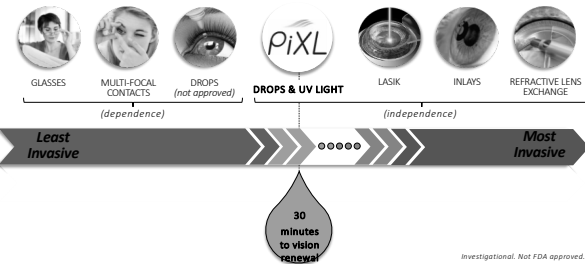 PiXL
GLASSES
MULTI-FOCAL
CONTACTS
DROPS
(not approved)
DROPS & UV LIGHT
LASIK
INLAYS
REFRACTIVE LENS
EXCHANGE
(dependence)
(independence)
Least
Invasive
Most
Invasive
30
minutes
to vision
renewal
Investigational. Not FDA approved.